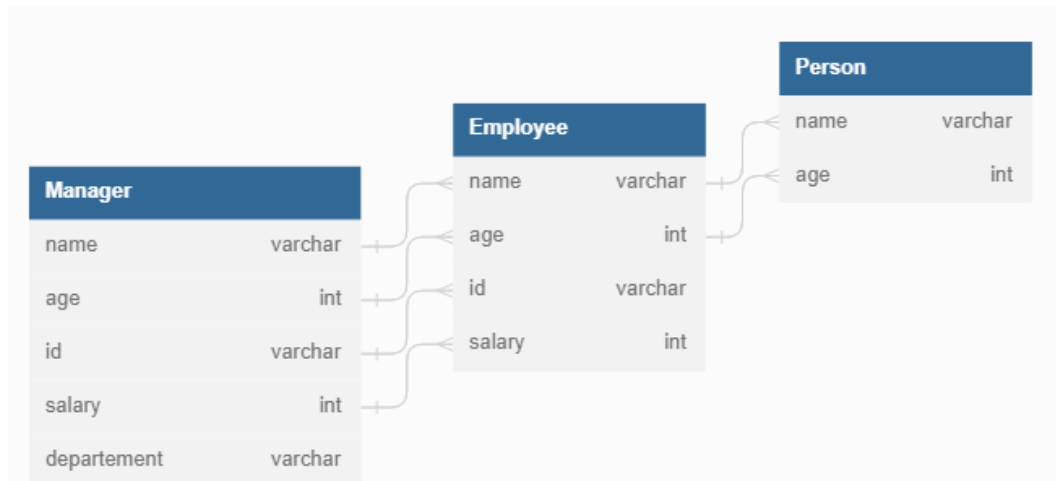 Manager
name varchar
age int
id varchar
salary int
departement varchar
Employee
name varchar
age int
id varchar
salary int
Person
name varchar
age int